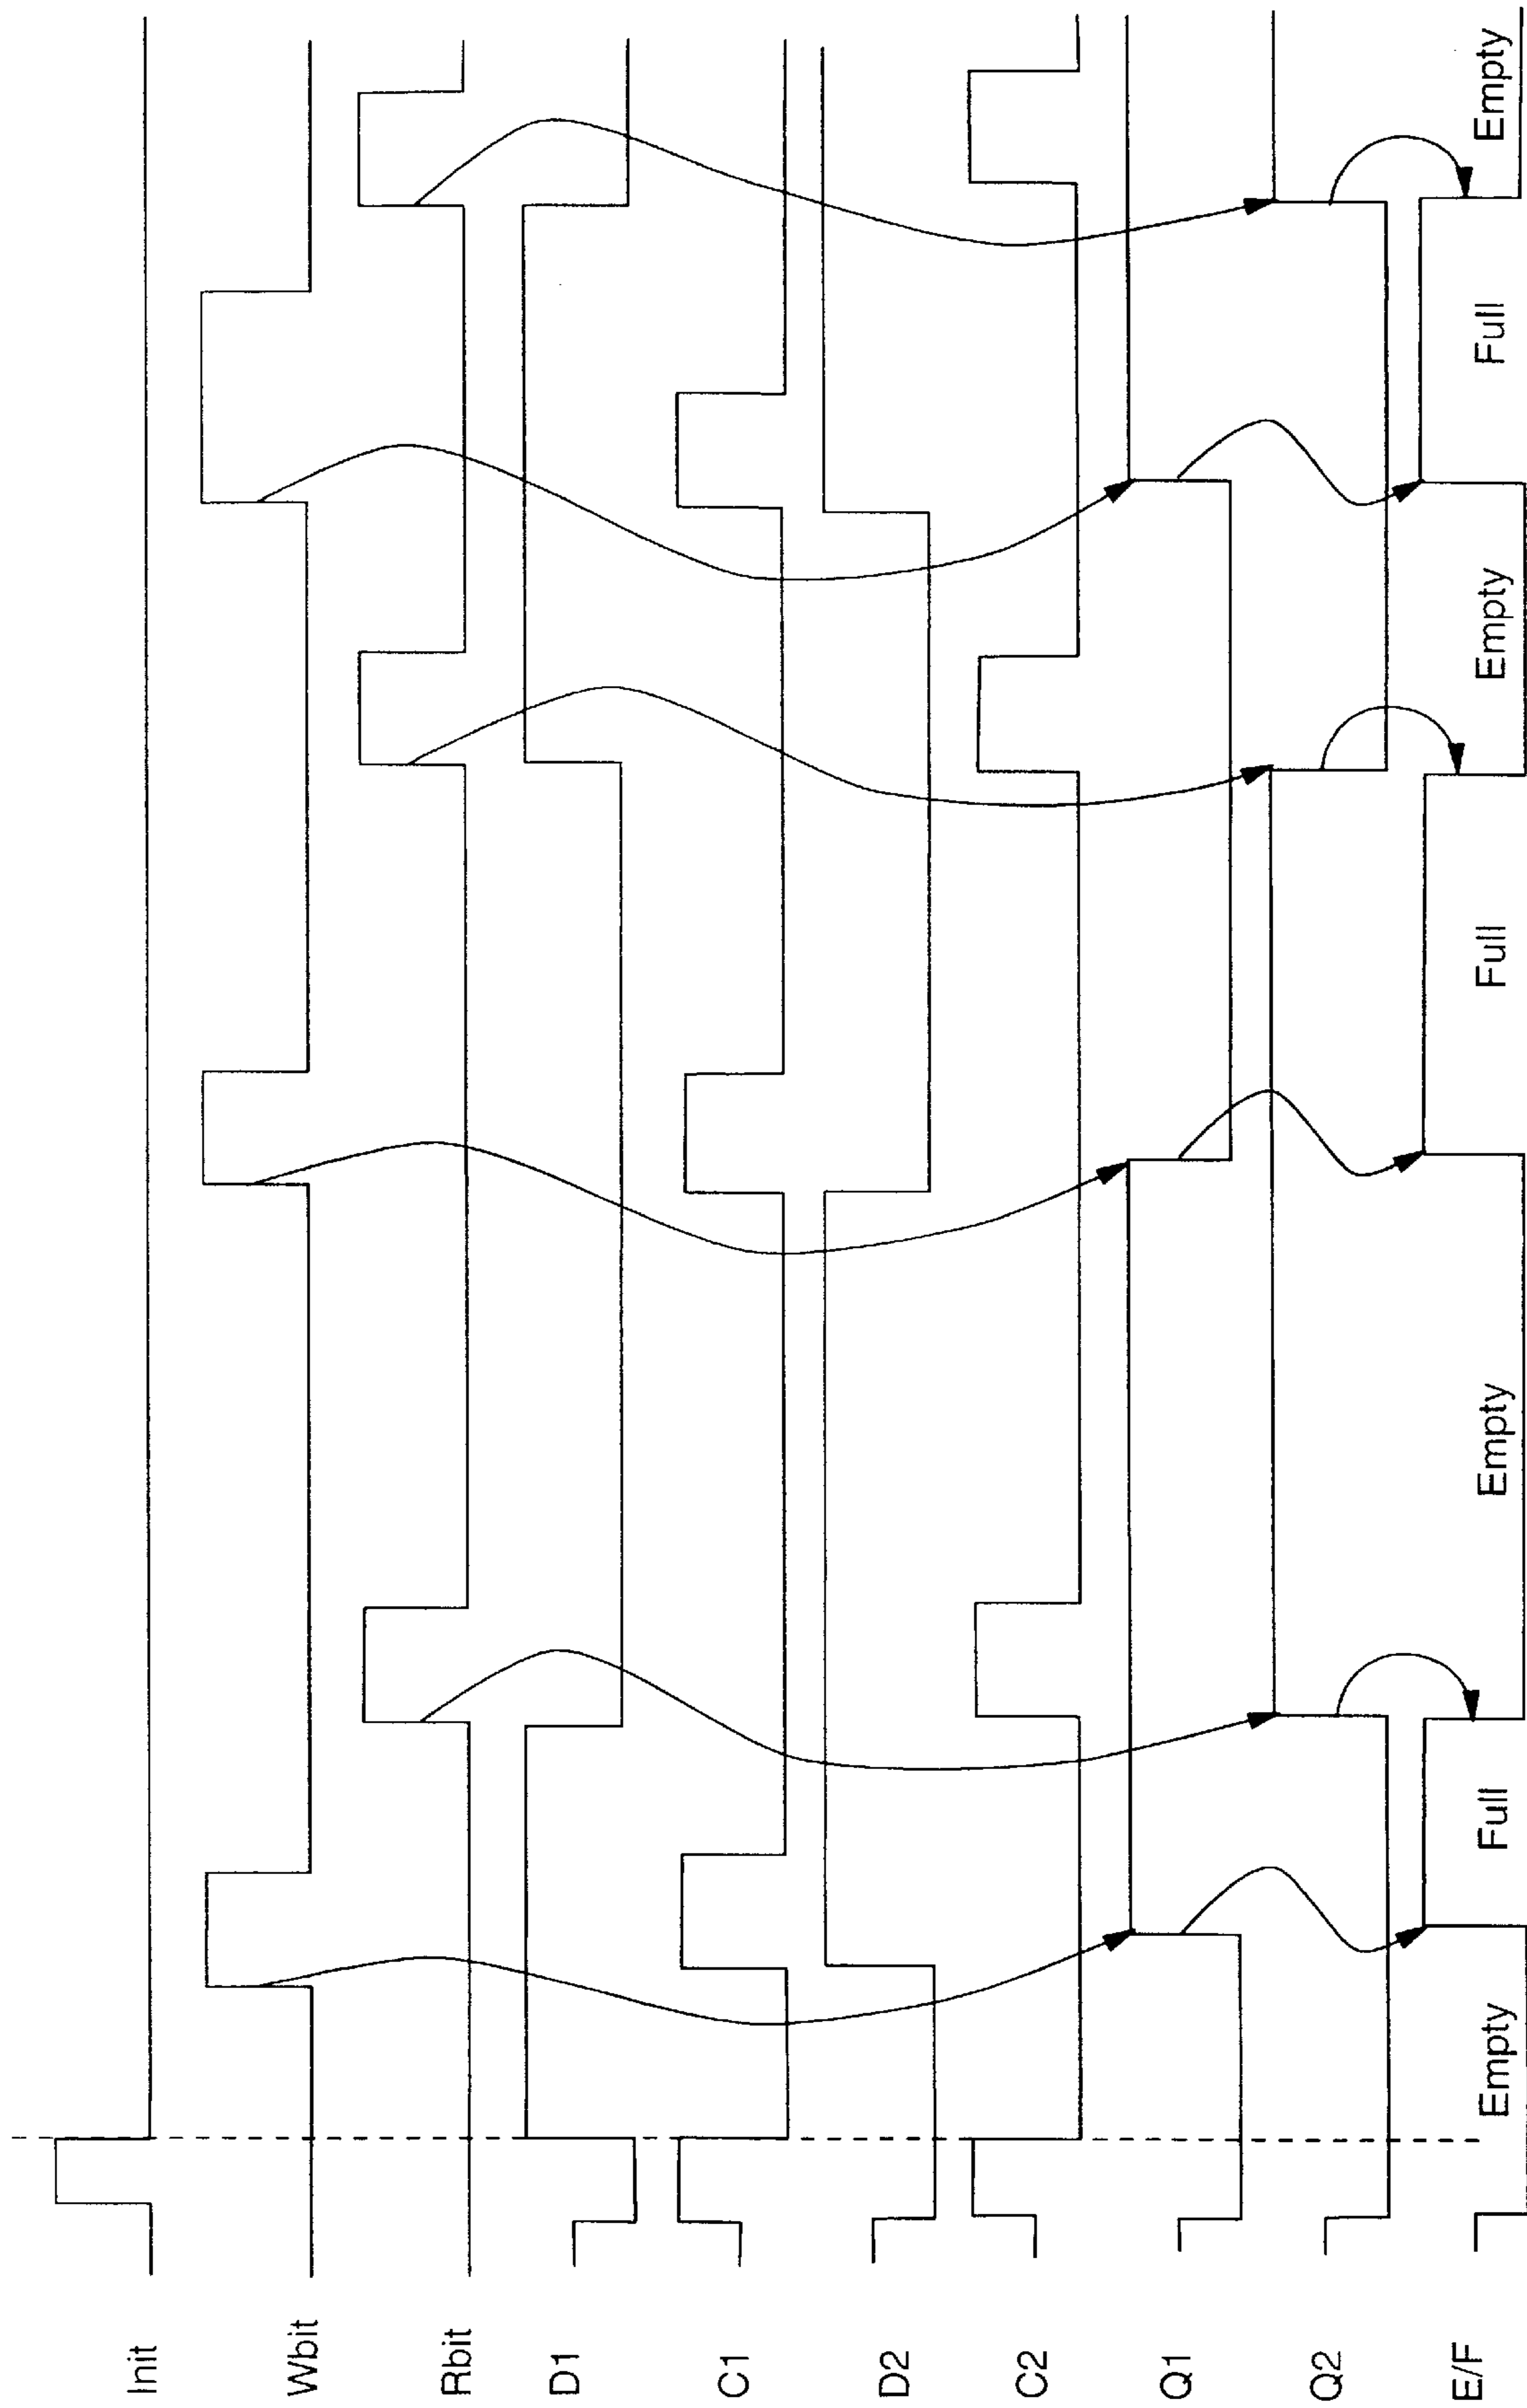 Init
Wbit
Rbit
D1
C1
D2
C2
Q1
Q2
E/F
Empty
Full
Empty
Full
Empty
Full
Empty